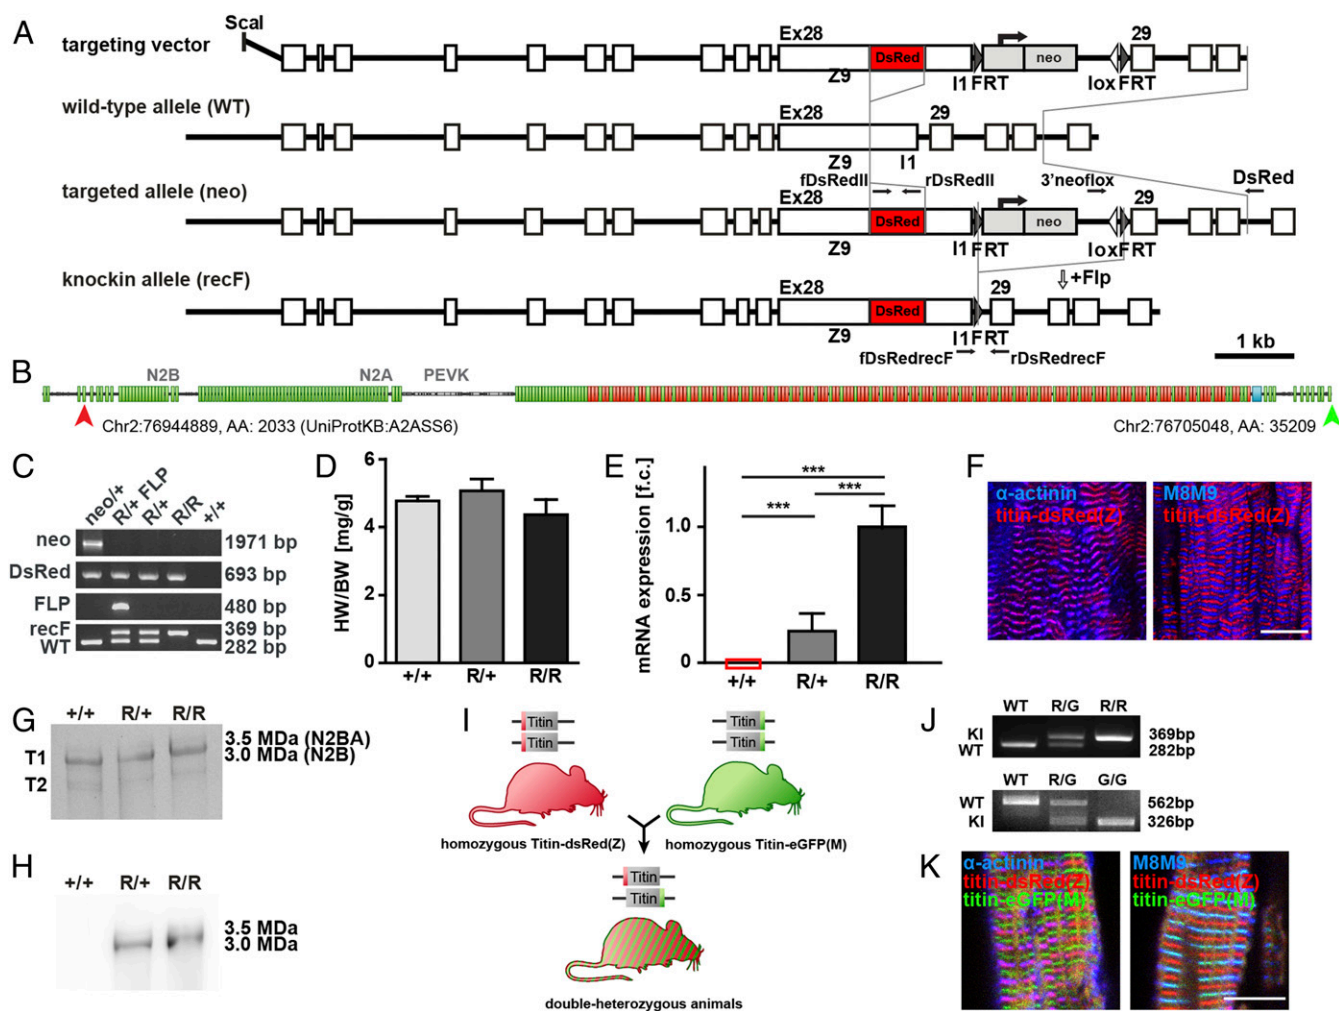 A
ScaI
targeting vector
Ex28
DsRed
Z9
I1 FRT
neo
lox FRT
29
wild-type allele (WT)
Ex28
29
Z9
I1
targeted allele (neo)
fDsRedII
rDsRedII
3'neoflox
DsRed
Ex28
DsRed
29
neo
Z9
I1 FRT
loxFRT
knockin allele (recF)
+Flp
Ex28
DsRed
29
Z9
I1 FRT
fDsRedrecF
rDsRedrecF
1 kb
B
N2B
N2A
PEVK
Chr2:76944889, AA: 2033 (UniProtKB:A2ASS6)
Chr2:76705048, AA: 35209
C
neo/+
R/+ FLP
R/+
R/R
+/+
neo
1971 bp
DsRed
693 bp
FLP
480 bp
recF
369 bp
WT
282 bp
D
HW/BW [mg/g]
6
4
2
0
+/+
R/+
R/R
E
mRNA expression [f.c.]
1.0
0.5
0
***
***
***
+/+
R/+
R/R
F
α-actinin
titin-dsRed(Z)
M8M9
titin-dsRed(Z)
G
+/+
R/+
R/R
T1
T2
3.5 MDa (N2BA)
3.0 MDa (N2B)
H
+/+
R/+
R/R
3.5 MDa
3.0 MDa
I
Titin
Titin
Titin
Titin
homozygous Titin-dsRed(Z)
homozygous Titin-eGFP(M)
Titin
Titin
double-heterozygous animals
J
WT
R/G
R/R
KI
369bp
WT
282bp
WT
R/G
G/G
WT
562bp
KI
326bp
K
α-actinin
titin-dsRed(Z)
titin-eGFP(M)
M8M9
titin-dsRed(Z)
titin-eGFP(M)